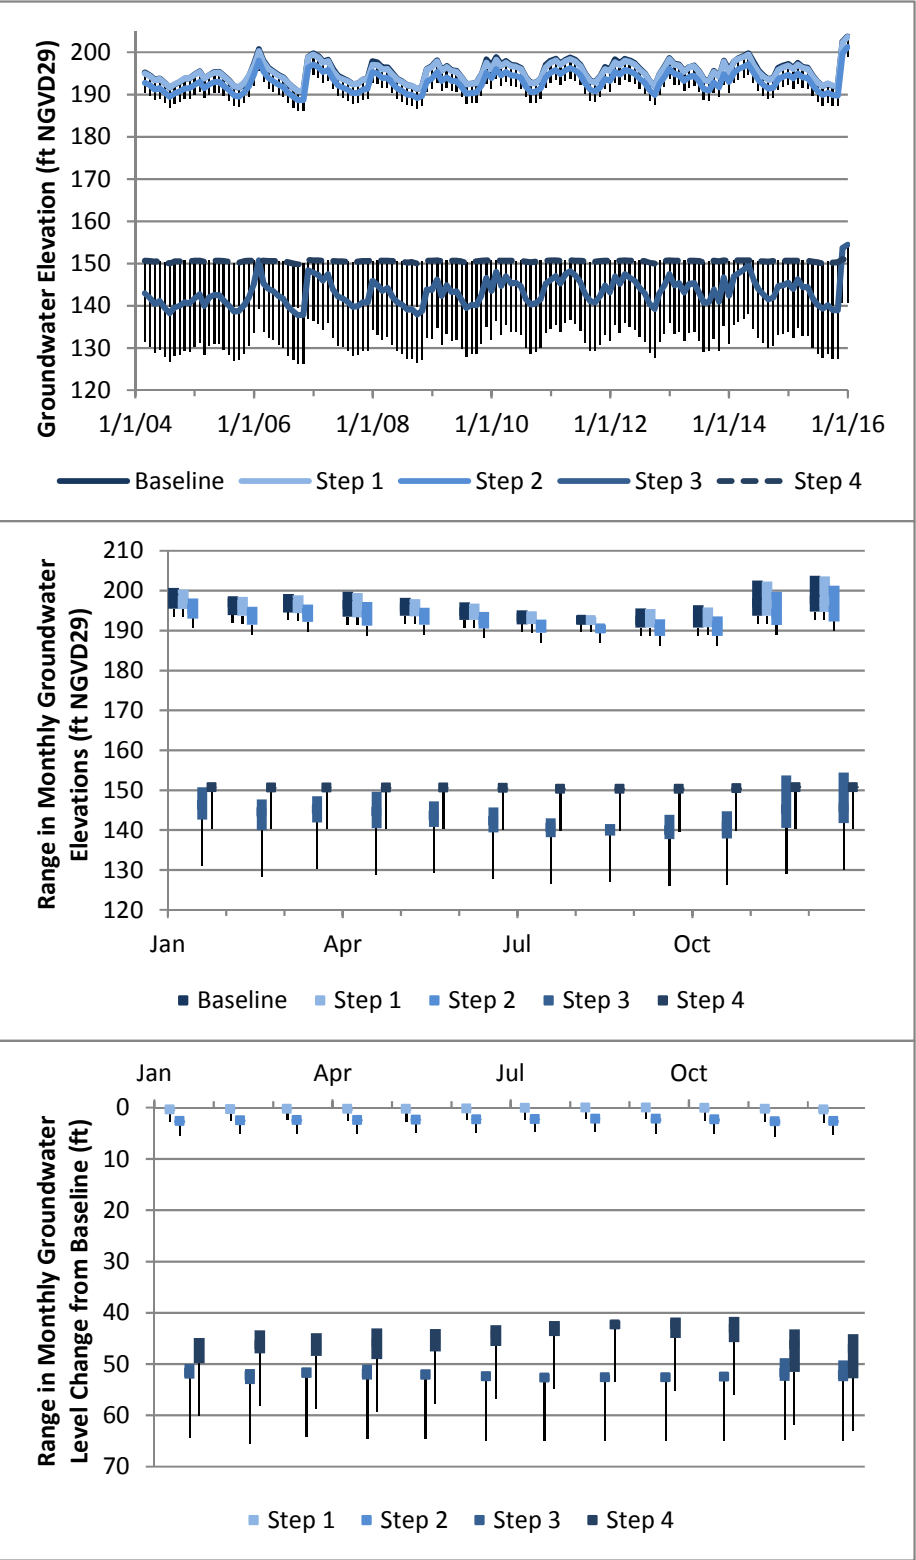 Groundwater Elevation (ft NGVD29)
200
190
180
170
160
150
140
130
120
1/1/04 1/1/06 1/1/08 1/1/10 1/1/12 1/1/14 1/1/16
Baseline Step 1 Step 2 Step 3 Step 4
Range in Monthly Groundwater
Elevations (ft NGVD29)
210
200
190
180
170
160
150
140
130
120
Jan Apr Jul Oct
Baseline Step 1 Step 2 Step 3 Step 4
Range in Monthly Groundwater
Level Change from Baseline (ft)
Jan Apr Jul Oct
0
10
20
30
40
50
60
70
Step 1 Step 2 Step 3 Step 4